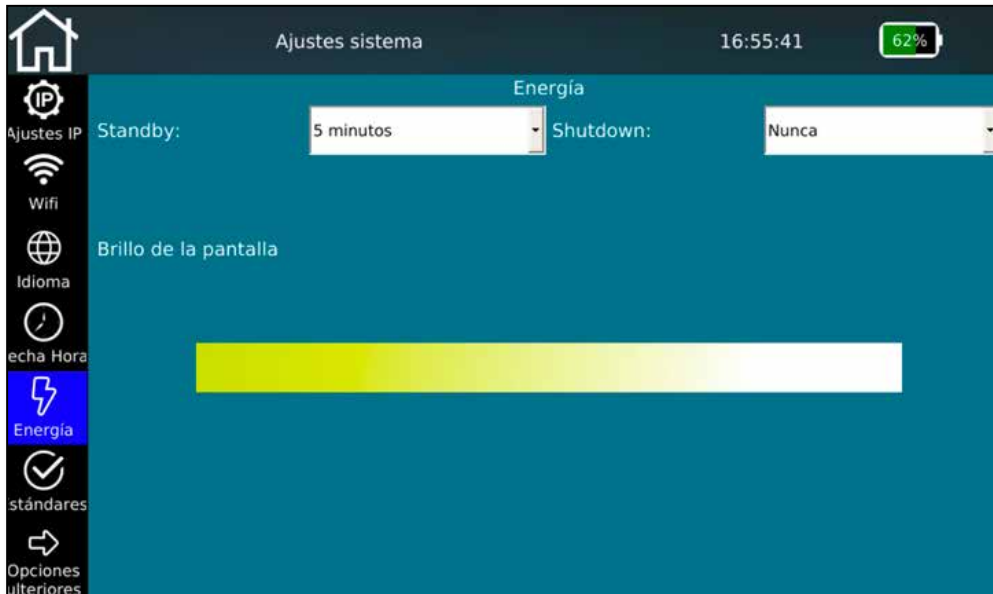 Ajustes sistema 16:55:41 62%
Energía
IP
Ajustes IP
Standby: 5 minutos Shutdown: Nunca
Wifi
Brillo de la pantalla
Idioma
echa Hora
Energía
stándares
Opciones
ulteriores